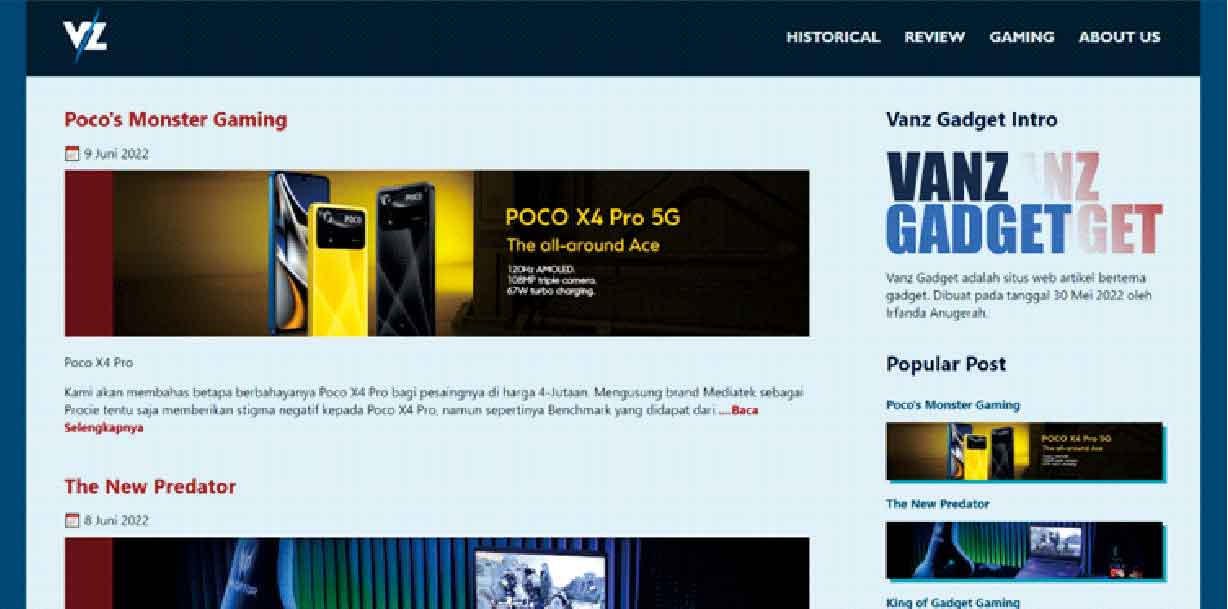 VZ
HISTORICAL REVIEW GAMING ABOUT US
Poco's Monster Gaming
9 Juni 2022
POCO
POCO X4 Pro 5G
The all-around Ace
120Hz AMOLED.
108MP triple camera.
67W turbo charging.
Poco X4 Pro
Kami akan membahas betapa berbahayanya Poco X4 Pro bagi pesaingnya di harga 4-Jutaan. Mengusung brand Mediatek sebagai
Procie tentu saja memberikan stigma negatif kepada Poco X4 Pro, namun sepertinya Benchmark yang didapat dari ....Baca
Selengkapnya
The New Predator
8 Juni 2022
Vanz Gadget Intro
VANZ NZ
GADGET GET
Vanz Gadget adalah situs web artikel bertema
gadget. Dibuat pada tanggal 30 Mei 2022 oleh
Irfanda Anugerah.
Popular Post
Poco's Monster Gaming
POCO X4 Pro 5G
The all-around Ace
The New Predator
King of Gadget Gaming